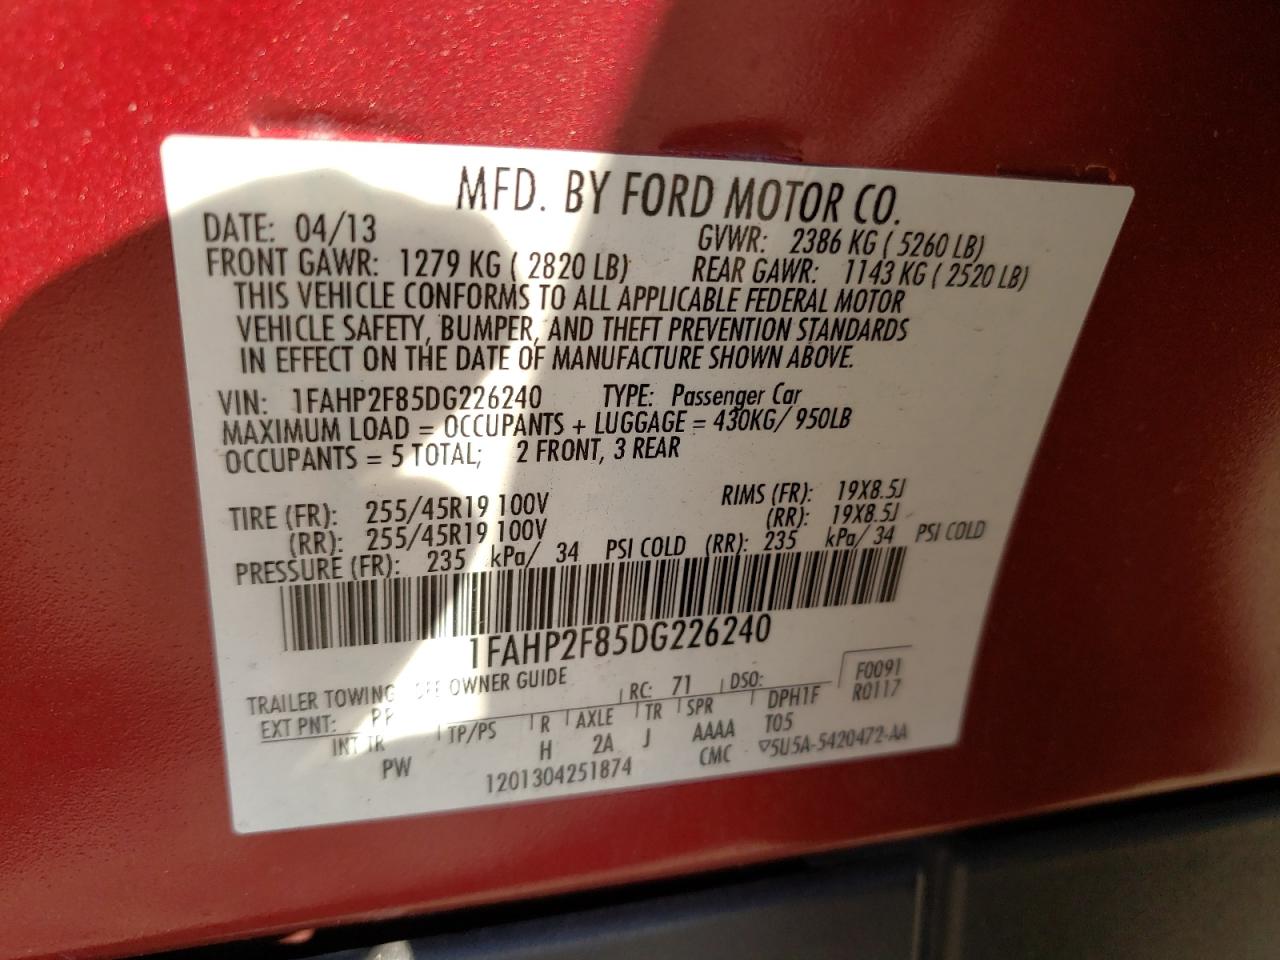 MFD. BY FORD MOTOR CO.
DATE: 04/13 GVWR: 2386 KG ( 5260 LB)
FRONT GAWR: 1279 KG ( 2820 LB) REAR GAWR: 1143 KG ( 2520 LB)
THIS VEHICLE CONFORMS TO ALL APPLICABLE FEDERAL MOTOR
VEHICLE SAFETY, BUMPER, AND THEFT PREVENTION STANDARDS
IN EFFECT ON THE DATE OF MANUFACTURE SHOWN ABOVE.
VIN: 1FAHP2F85DG226240 TYPE: Passenger Car
MAXIMUM LOAD = OCCUPANTS + LUGGAGE = 430KG/ 950LB
OCCUPANTS = 5 TOTAL; 2 FRONT, 3 REAR
TIRE (FR): 255/45R19 100V RIMS (FR): 19X8.5J
(RR): 255/45R19 100V (RR): 19X8.5J
PRESSURE (FR): 235 kPa/ 34 PSI COLD (RR): 235 kPa/ 34 PSI COLD
1FAHP2F85DG226240
TRAILER TOWING OWNER GUIDE
RC: 71 DSO: F0091
EXT PNT: R0117
INT TR TP/PS R AXLE TR SPR DPH1F
PW H 2A J AAAA T05
1201304251874 CMC ▽5U5A-5420472-AA